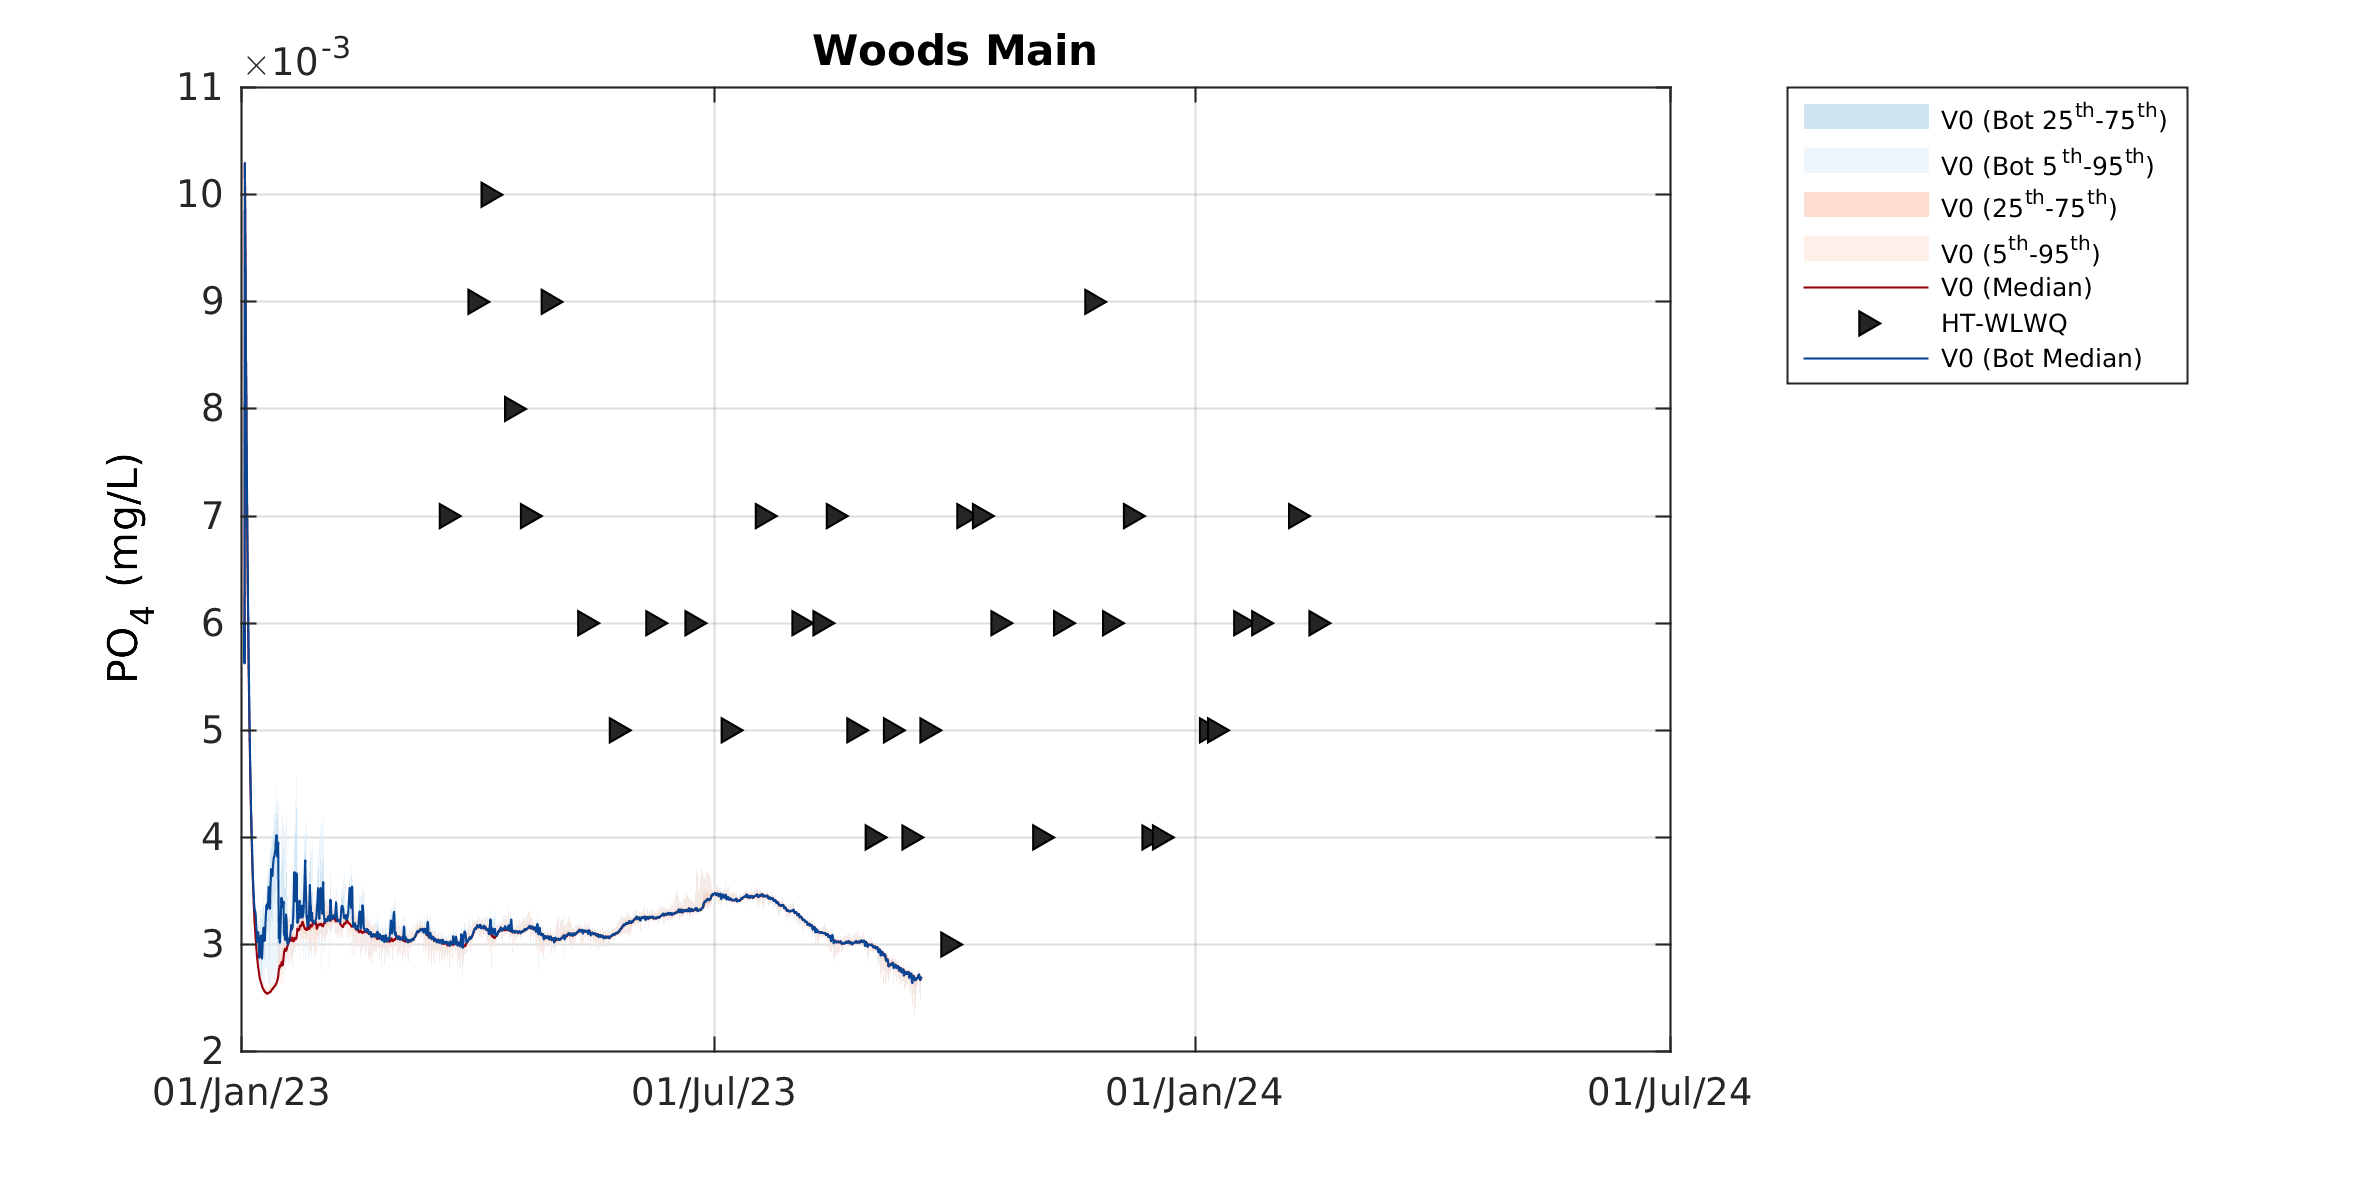 Woods Main
×10-3
11
10
9
8
7
6
5
4
3
2
PO4 (mg/L)
01/Jan/23
01/Jul/23
01/Jan/24
01/Jul/24
V0 (Bot 25th-75th)
V0 (Bot 5th-95th)
V0 (25th-75th)
V0 (5th-95th)
V0 (Median)
HT-WLWQ
V0 (Bot Median)